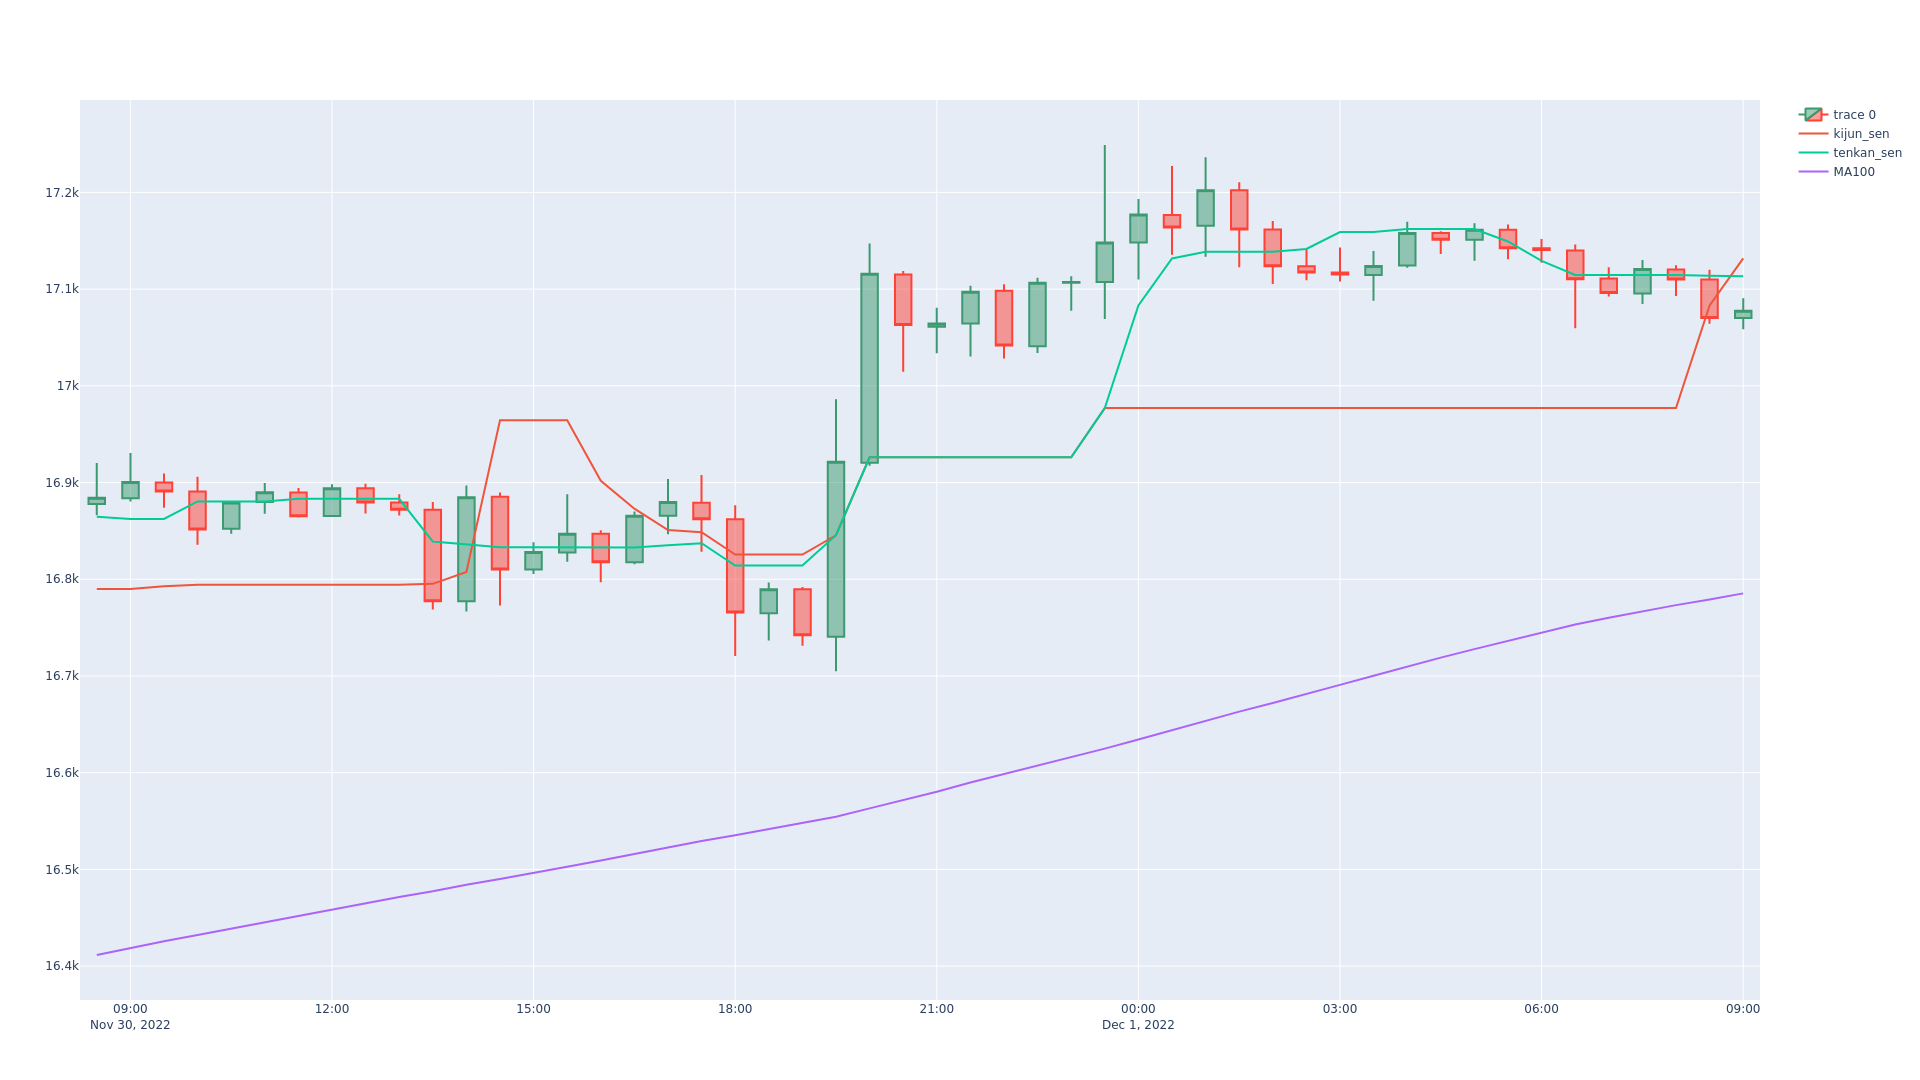 trace 0
kijun_sen
tenkan_sen
MA100
17.2k
17.1k
17k
16.9k
16.8k
16.7k
16.6k
16.5k
16.4k
09:00 12:00 15:00 18:00 21:00 00:00 03:00 06:00 09:00
Nov 30, 2022 Dec 1, 2022